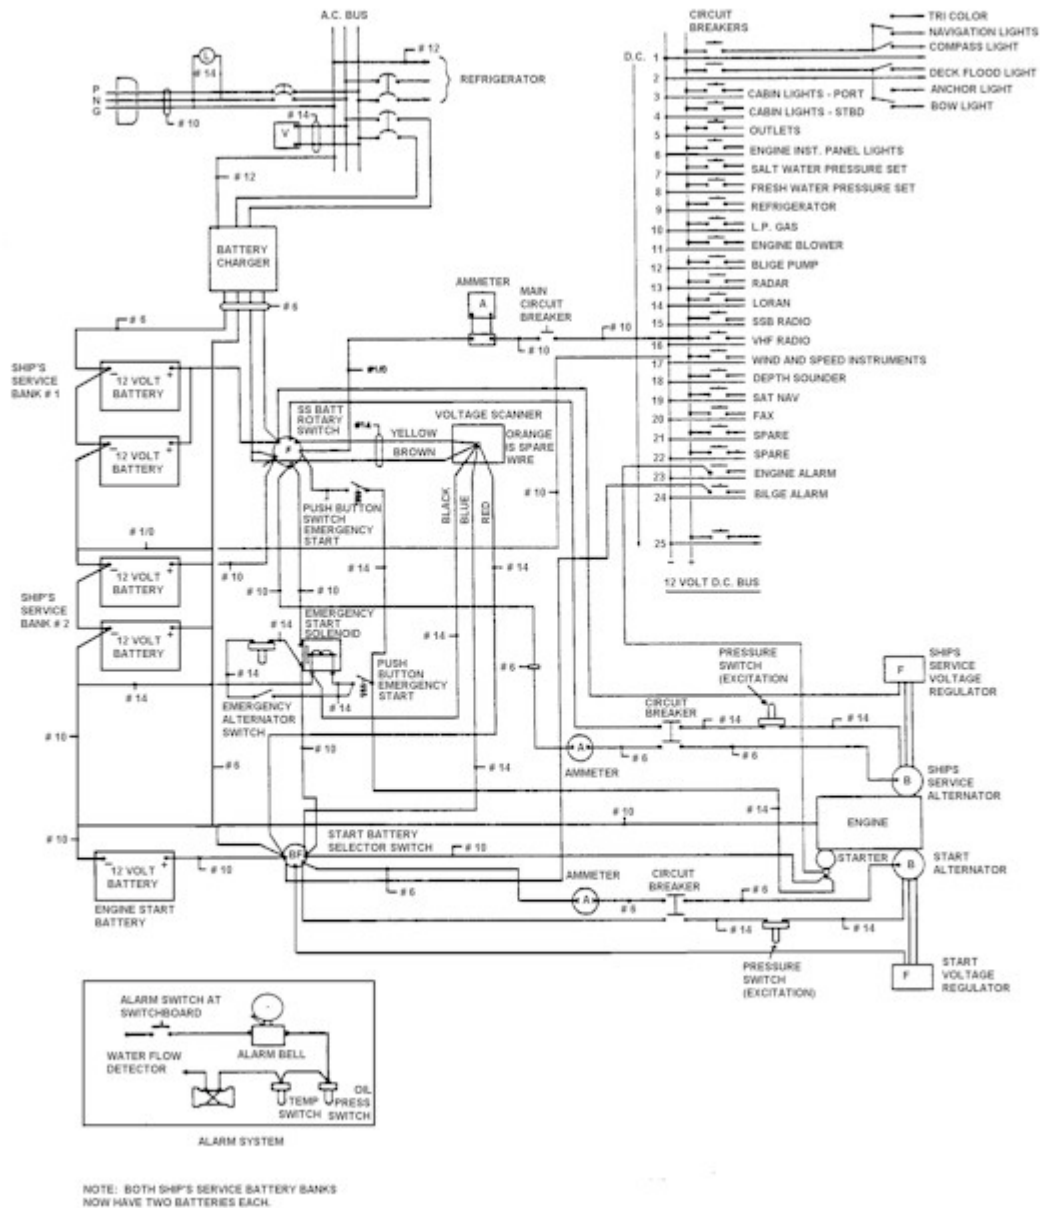 A.C. BUS
# 12
REFRIGERATOR
L
# 14
P
N
G
# 10
# 14
V
# 12
BATTERY
CHARGER
# 6
# 6
CIRCUIT
BREAKERS
D.C.
TRI COLOR
NAVIGATION LIGHTS
COMPASS LIGHT
DECK FLOOD LIGHT
ANCHOR LIGHT
BOW LIGHT
1
2
3
CABIN LIGHTS - PORT
4
CABIN LIGHTS - STBD
5
OUTLETS
6
ENGINE INST. PANEL LIGHTS
7
SALT WATER PRESSURE SET
8
FRESH WATER PRESSURE SET
9
REFRIGERATOR
10
L.P. GAS
11
ENGINE BLOWER
12
BLIGE PUMP
13
RADAR
14
LORAN
15
SSB RADIO
16
VHF RADIO
17
WIND AND SPEED INSTRUMENTS
18
DEPTH SOUNDER
19
SAT NAV
20
FAX
21
SPARE
22
SPARE
23
ENGINE ALARM
24
BILGE ALARM
25
- +
12 VOLT D.C. BUS
AMMETER
A
MAIN
CIRCUIT
BREAKER
# 10
# 10
#1/0
SHIP'S
SERVICE
BANK # 1
- +
12 VOLT
BATTERY
- +
12 VOLT
BATTERY
SS BATT
ROTARY
SWITCH
VOLTAGE SCANNER
YELLOW
BROWN
ORANGE
IS SPARE
WIRE
BLACK
BLUE
RED
# 10
PUSH BUTTON
SWITCH
EMERGENCY
START
# 1/0
- +
12 VOLT
BATTERY
# 10
# 14
# 14
SHIP'S
SERVICE
BANK # 2
- +
12 VOLT
BATTERY
# 10
# 10
EMERGENCY
START
SOLENOID
# 14
# 14
# 14
# 14
# 14
# 6
PUSH
BUTTON
EMERGENCY
START
EMERGENCY
ALTERNATOR
SWITCH
PRESSURE
SWITCH
(EXCITATION
F
SHIPS
SERVICE
VOLTAGE
REGULATOR
CIRCUIT
BREAKER
# 14
# 14
# 10
# 10
# 6
# 14
A
AMMETER
# 6
# 6
B
SHIPS
SERVICE
ALTERNATOR
# 10
# 14
ENGINE
# 10
START BATTERY
SELECTOR SWITCH
BF
# 10
STARTER
B
START
ALTERNATOR
- +
12 VOLT
BATTERY
# 10
ENGINE START
BATTERY
# 6
AMMETER
A
# 6
CIRCUIT
BREAKER
# 6
# 14
# 14
PRESSURE
SWITCH
(EXCITATION)
F
START
VOLTAGE
REGULATOR
ALARM SWITCH AT
SWITCHBOARD
ALARM BELL
WATER FLOW
DETECTOR
TEMP
SWITCH
OIL
PRESS
SWITCH
ALARM SYSTEM
NOTE: BOTH SHIP'S SERVICE BATTERY BANKS
NOW HAVE TWO BATTERIES EACH.